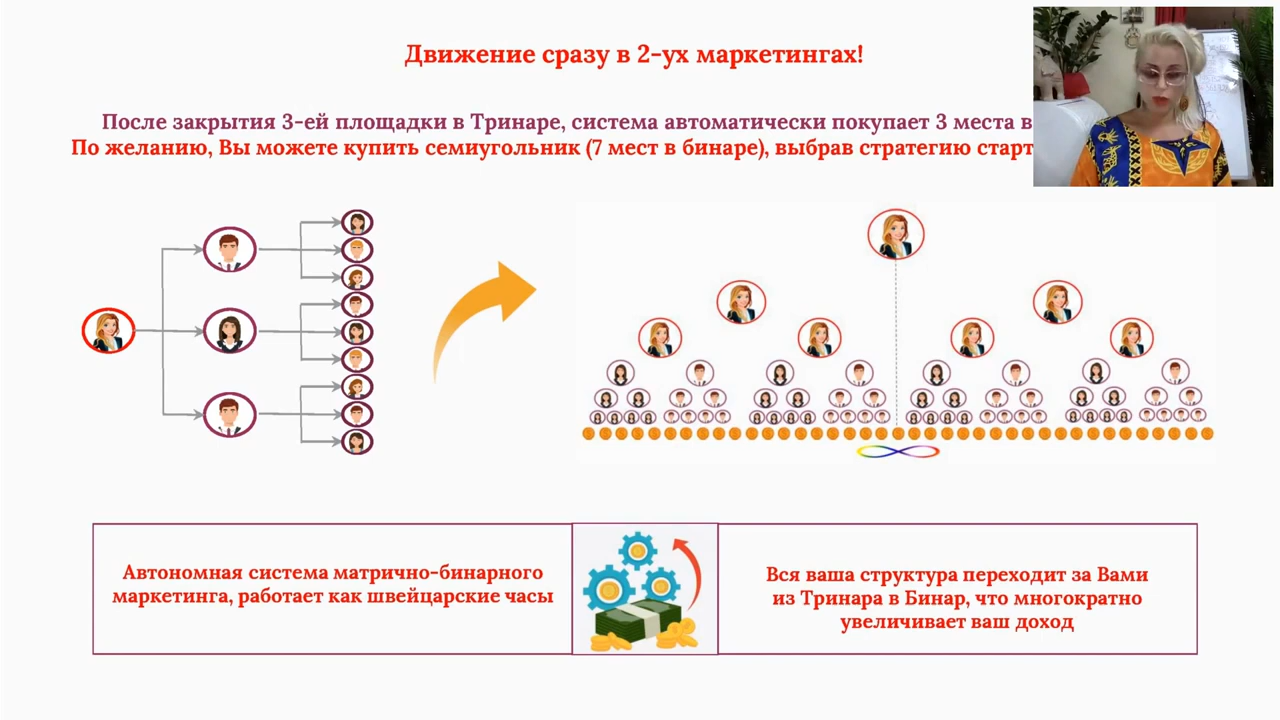 Движение сразу в 2-ух маркетингах!
После закрытия 3-ей площадки в Тринаре, система автоматически покупает 3 места в
По желанию, Вы можете купить семиугольник (7 мест в бинаре), выбрав стратегию старт
Автономная система матрично-бинарного
маркетинга, работает как швейцарские часы
Вся ваша структура переходит за Вами
из Тринара в Бинар, что многократно
увеличивает ваш доход